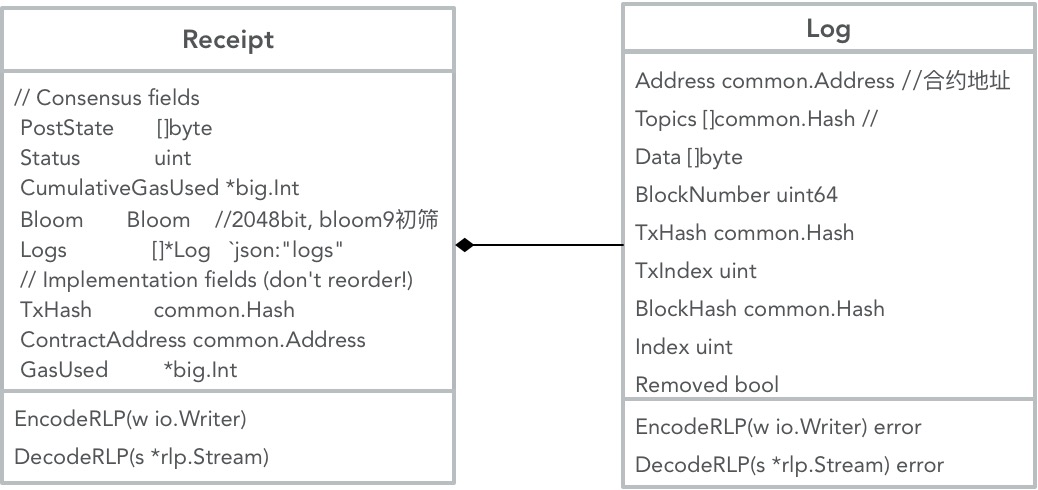 Receipt
// Consensus fields
PostState []byte
Status uint
CumulativeGasUsed *big.Int
Bloom Bloom //2048bit, bloom9初筛
Logs []*Log `json:"logs"
// Implementation fields (don't reorder!)
TxHash common.Hash
ContractAddress common.Address
GasUsed *big.Int
EncodeRLP(w io.Writer)
DecodeRLP(s *rlp.Stream)
Log
Address common.Address //合约地址
Topics []common.Hash //
Data []byte
BlockNumber uint64
TxHash common.Hash
TxIndex uint
BlockHash common.Hash
Index uint
Removed bool
EncodeRLP(w io.Writer) error
DecodeRLP(s *rlp.Stream) error